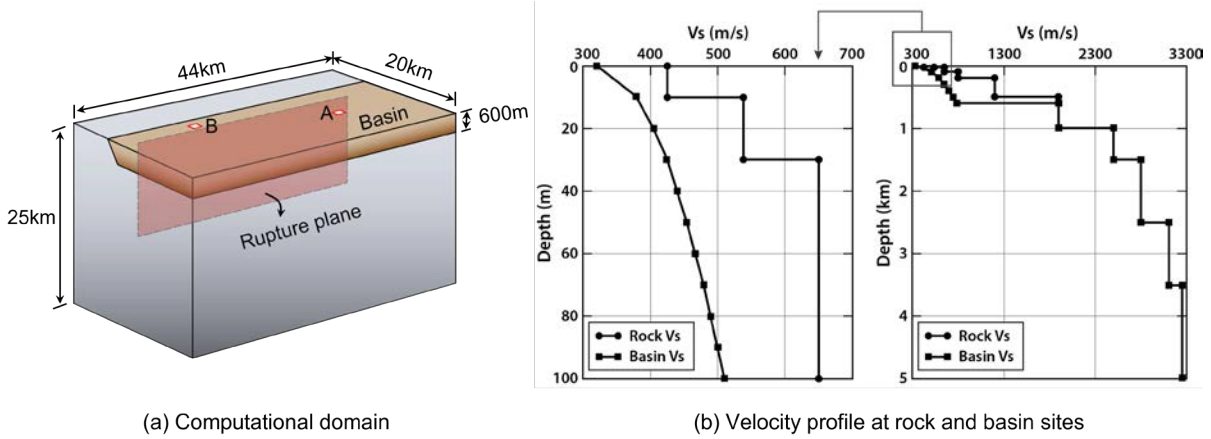 44km
20km
600m
25km
B
A
Basin
Rupture plane
(a) Computational domain
Vs (m/s)
300 400 500 600 700
0
20
40
60
80
100
Depth (m)
Rock Vs
Basin Vs
Vs (m/s)
300 1300 2300 3300
0
1
2
3
4
5
Depth (km)
Rock Vs
Basin Vs
(b) Velocity profile at rock and basin sites